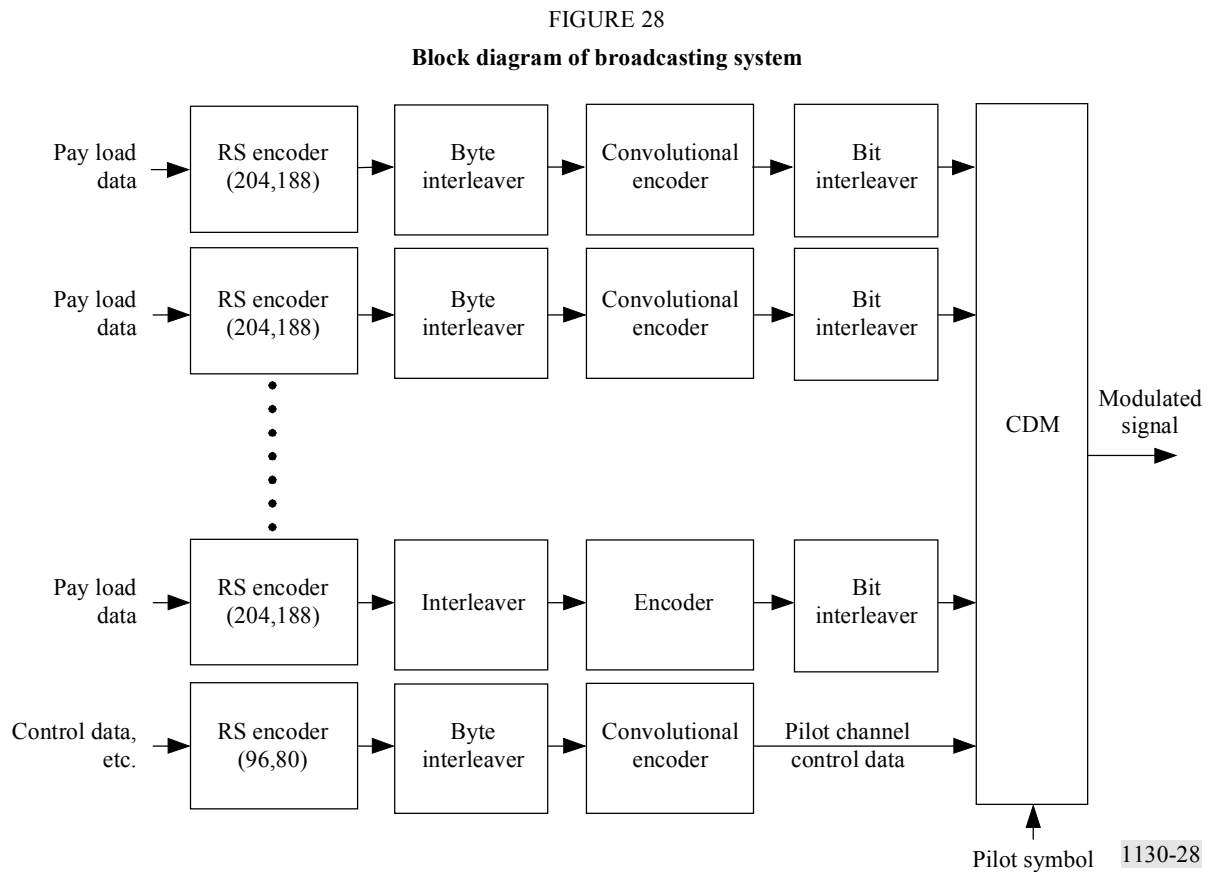 FIGURE 28
Block diagram of broadcasting system
Pay load
data
RS encoder
(204,188)
Byte
interleaver
Convolutional
encoder
Bit
interleaver
Pay load
data
RS encoder
(204,188)
Byte
interleaver
Convolutional
encoder
Bit
interleaver
CDM
Modulated
signal
Pay load
data
RS encoder
(204,188)
Interleaver
Encoder
Bit
interleaver
Control data,
etc.
RS encoder
(96,80)
Byte
interleaver
Convolutional
encoder
Pilot channel
control data
Pilot symbol
1130-28